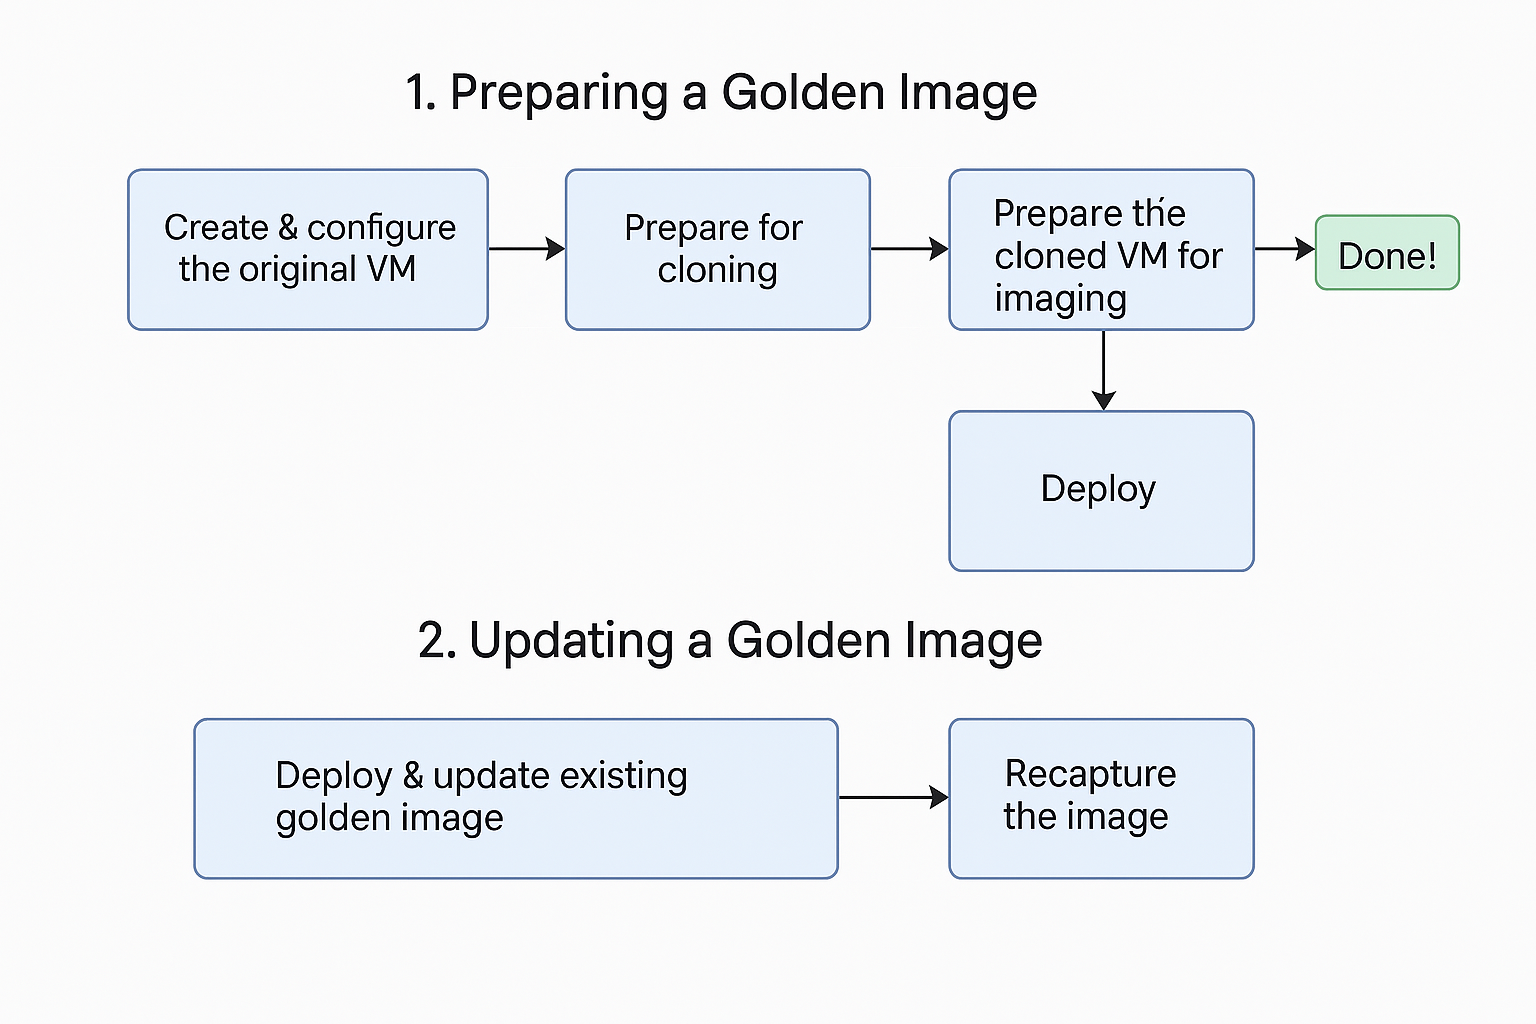 1. Preparing a Golden Image
Create & configure
the original VM
Prepare for
cloning
Prepare the
cloned VM for
imaging
Done!
Deploy
2. Updating a Golden Image
Deploy & update existing
golden image
Recapture
the image